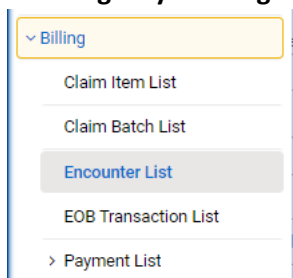 Billing
Claim Item List
Claim Batch List
Encounter List
EOB Transaction List
Payment List